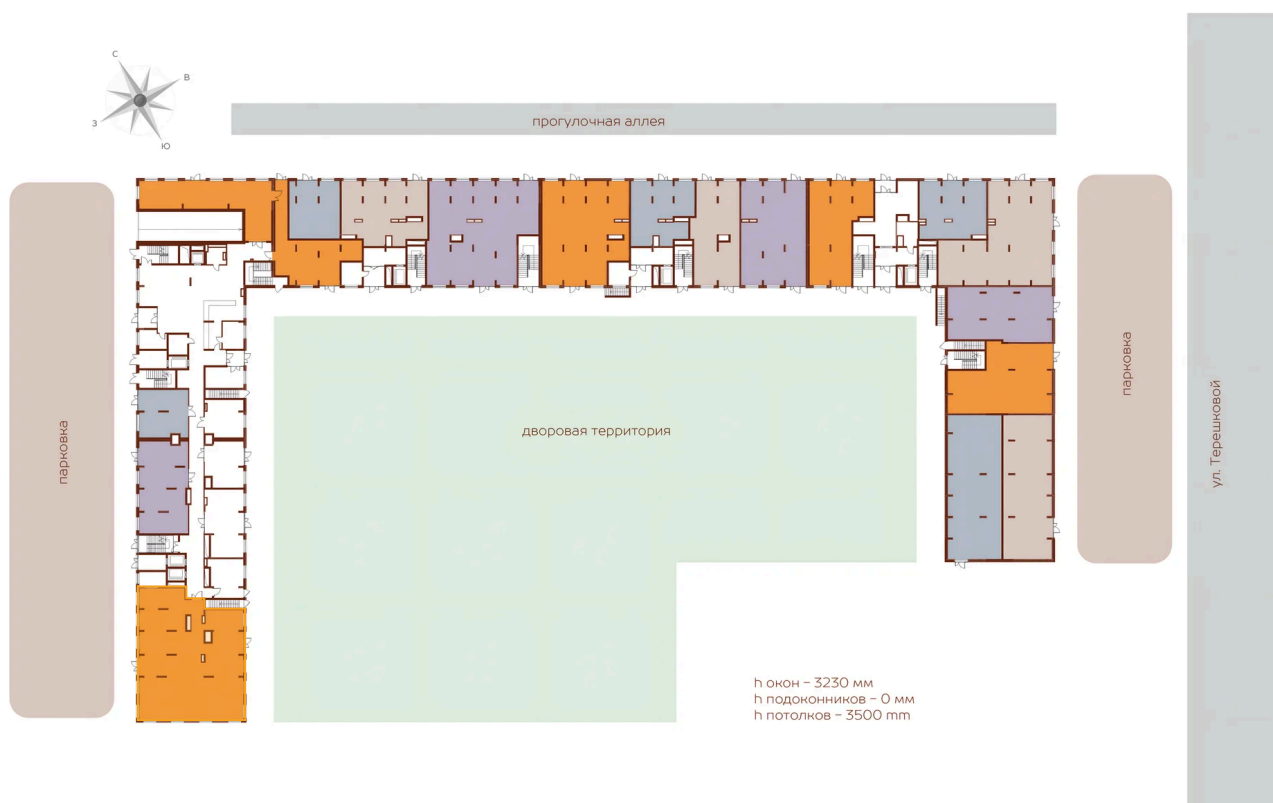 С
В
З
Ю
прогулочная аллея
парковка
дворовая территория
парковка
ул. Терешковой
h окон – 3230 мм
h подоконников – 0 мм
h потолков – 3500 mm